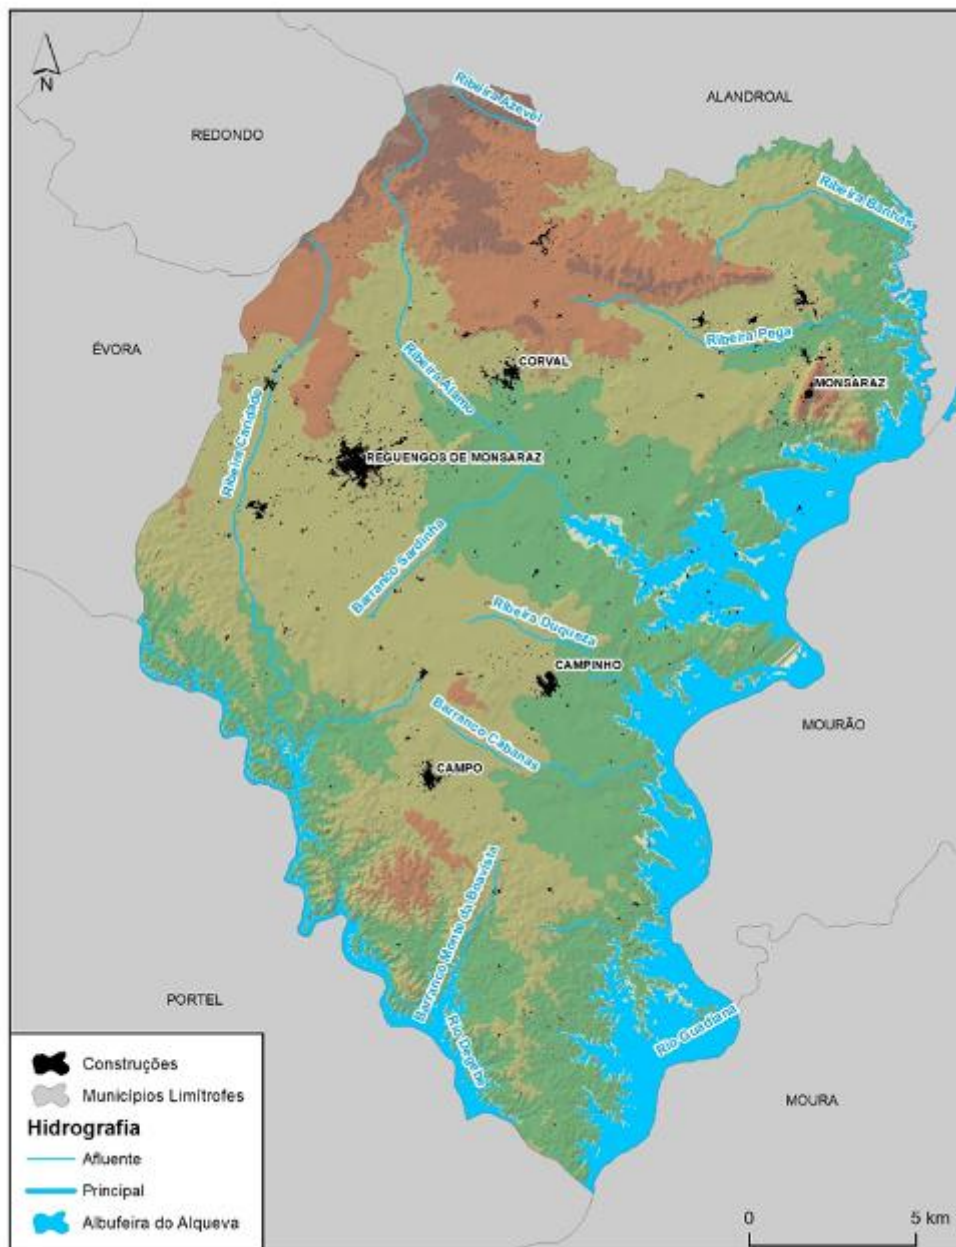 N
REDONDO
Ribeira Azevél
ALANDROAL
Ribeira Barinas
ÉVORA
Ribeira Pega
Ribeira Álamo
CORVAL
MONSARAZ
Ribeira Caridade
REGUENGOS DE MONSARAZ
Barranco Sardinha
Ribeira Duqueza
CAMPINHO
MOURÃO
Barranco Cabanas
CAMPO
Barranco Monte da Boavista
PORTEL
Rio Degebe
Rio Guadiana
MOURA
Construções
Municípios Limítrofes
Hidrografia
Afluente
Principal
Albufeira do Alqueva
0 5 km